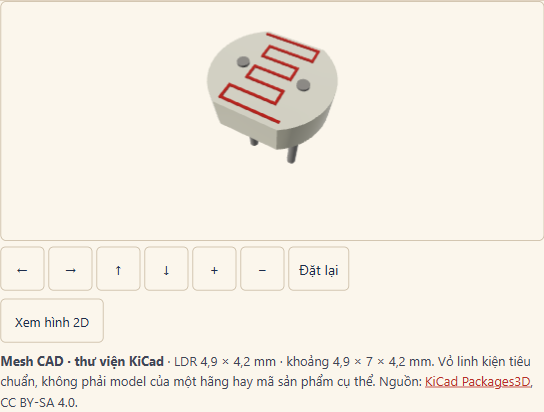 ← → ↑ ↓ + − Đặt lại
Xem hình 2D
Mesh CAD · thư viện KiCad · LDR 4,9 × 4,2 mm · khoảng 4,9 × 7 × 4,2 mm. Vỏ linh kiện tiêu
chuẩn, không phải model của một hãng hay mã sản phẩm cụ thể. Nguồn: KiCad Packages3D,
CC BY-SA 4.0.